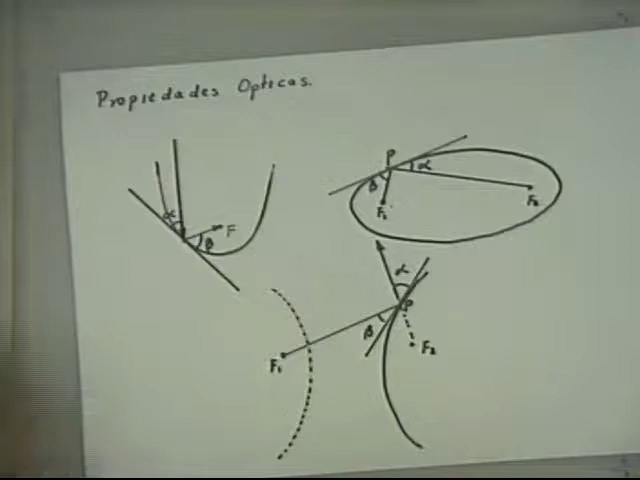 Propiedades Opticas.
α
β
F
P
α
β
F₁
F₂
α
P
β
F₁
F₂